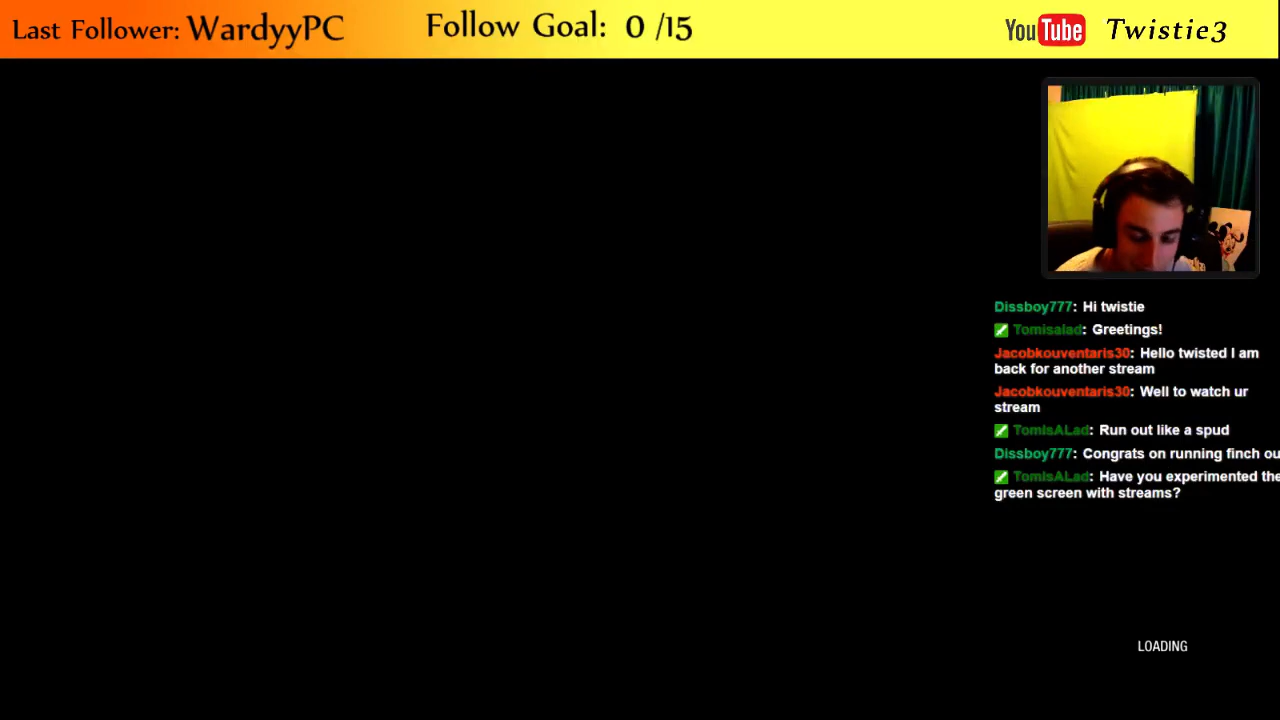 Last Follower: WardyyPC
Follow Goal: 0 /15
YouTube Twistie3
Dissboy777: Hi twistie
Tomisalad: Greetings!
Jacobkouventaris30: Hello twisted I am
back for another stream
Jacobkouventaris30: Well to watch ur
stream
TomIsALad: Run out like a spud
Dissboy777: Congrats on running finch ou
TomIsALad: Have you experimented the
green screen with streams?
LOADING